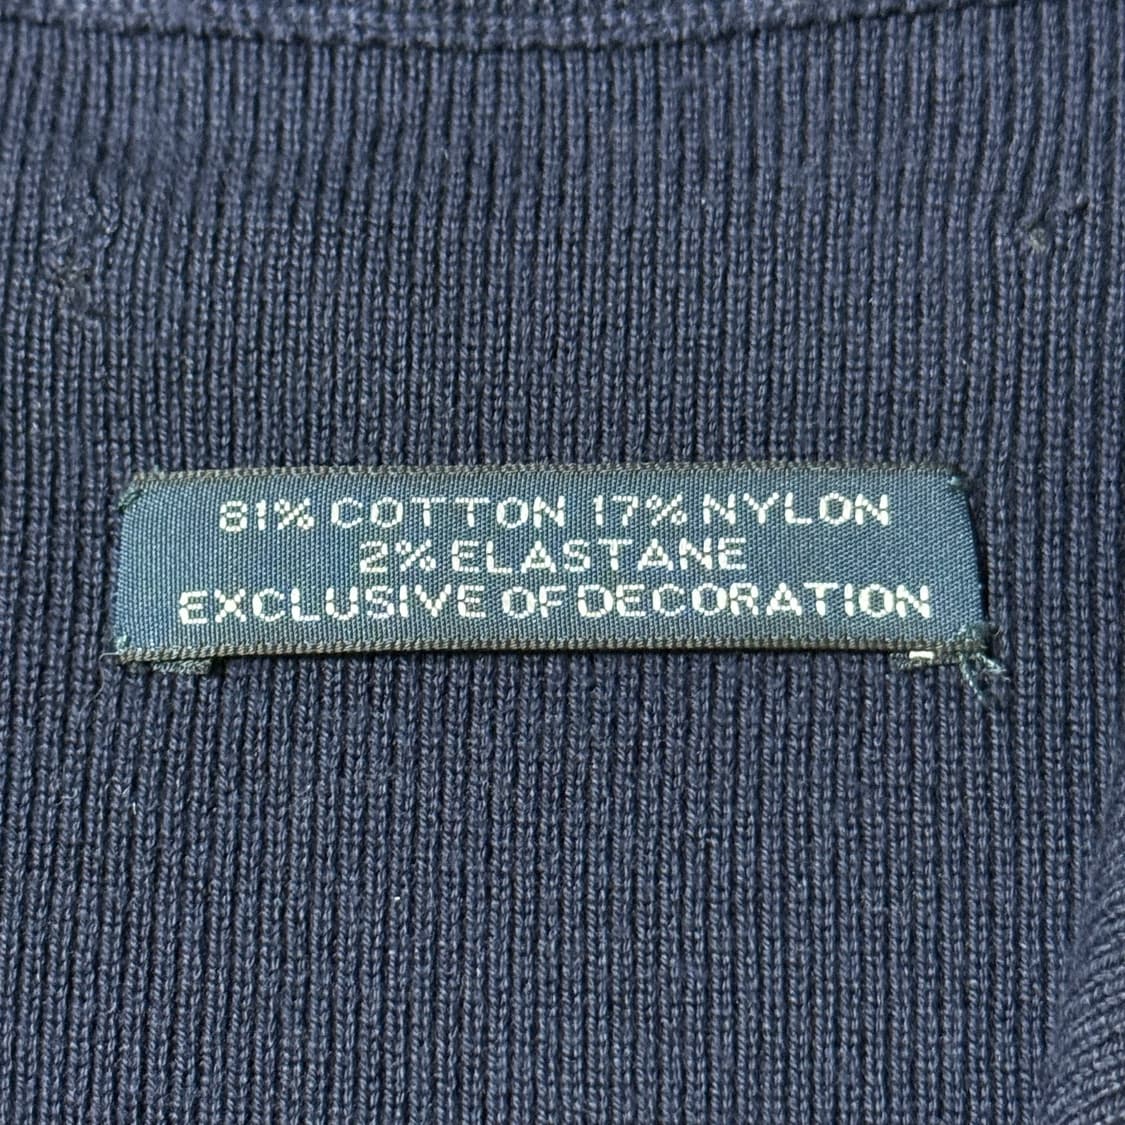 81% COTTON 17% NYLON
2% ELASTANE
EXCLUSIVE OF DECORATION